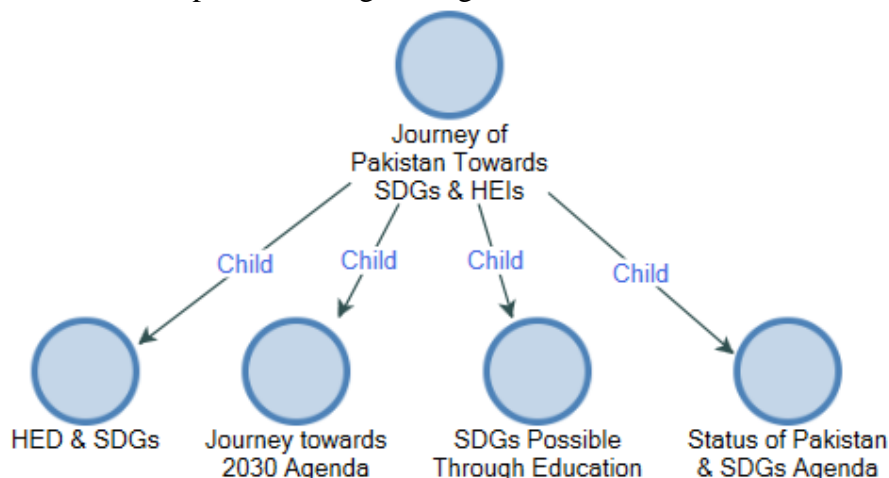 Journey of
Pakistan Towards
SDGs & HEIs
Child
Child
Child
Child
HED & SDGs
Journey towards
2030 Agenda
SDGs Possible
Through Education
Status of Pakistan
& SDGs Agenda